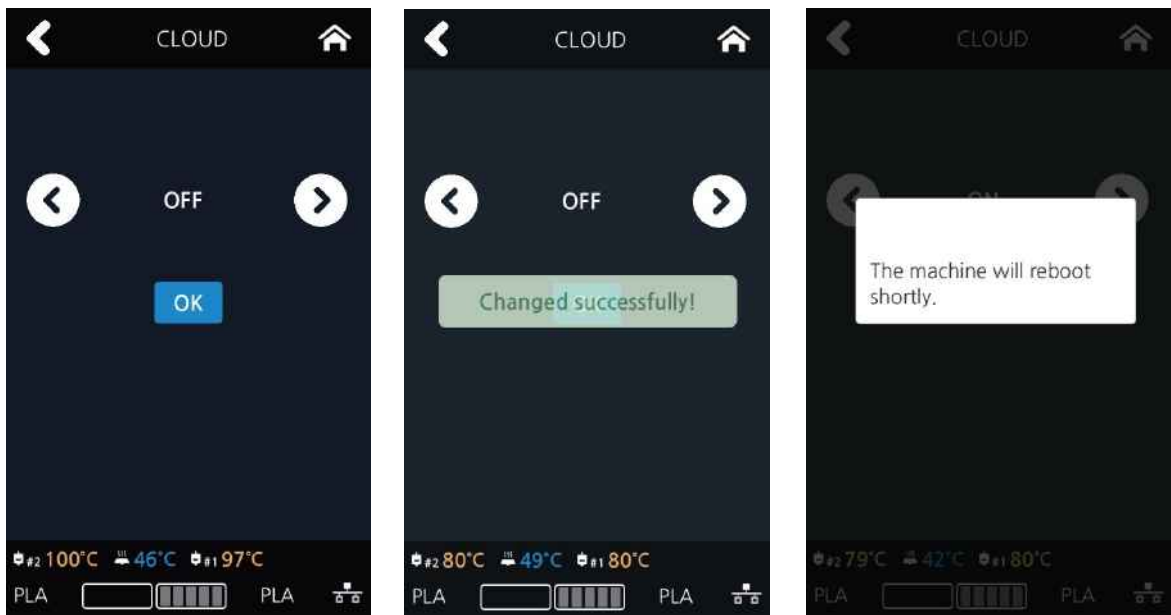 CLOUD
OFF
OK
#2 100°C 46°C #1 97°C
PLA PLA
CLOUD
OFF
Changed successfully!
#2 80°C 49°C #1 80°C
PLA PLA
CLOUD
ON
The machine will reboot
shortly.
#2 79°C 42°C #1 80°C
PLA PLA